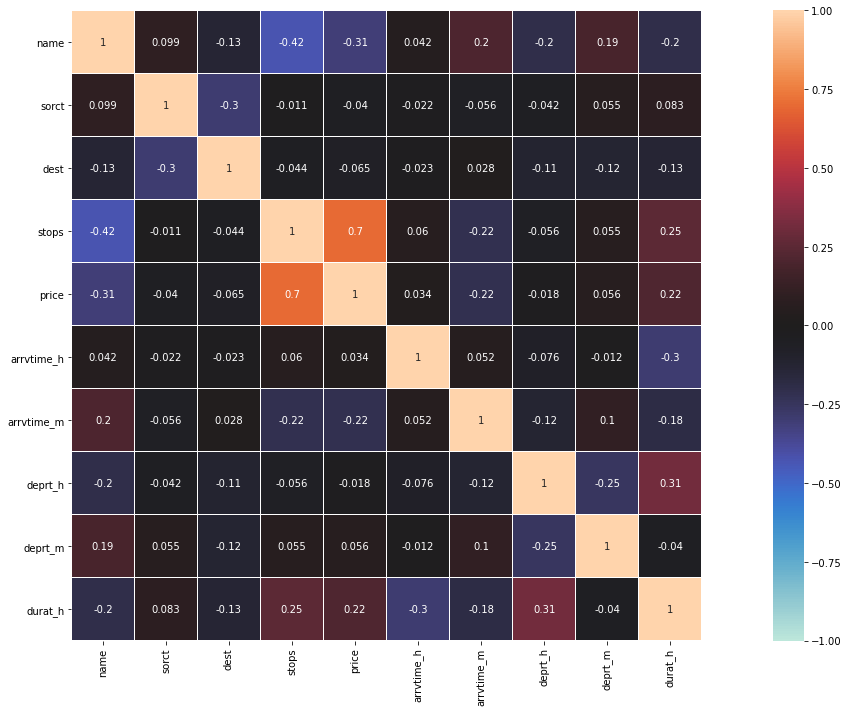 name 1 0.099 -0.13 -0.42 -0.31 0.042 0.2 -0.2 0.19 -0.2
sorct 0.099 1 -0.3 -0.011 -0.04 -0.022 -0.056 -0.042 0.055 0.083
dest -0.13 -0.3 1 -0.044 -0.065 -0.023 0.028 -0.11 -0.12 -0.13
stops -0.42 -0.011 -0.044 1 0.7 0.06 -0.22 -0.056 0.055 0.25
price -0.31 -0.04 -0.065 0.7 1 0.034 -0.22 -0.018 0.056 0.22
arrvtime_h 0.042 -0.022 -0.023 0.06 0.034 1 0.052 -0.076 -0.012 -0.3
arrvtime_m 0.2 -0.056 0.028 -0.22 -0.22 0.052 1 -0.12 0.1 -0.18
deprt_h -0.2 -0.042 -0.11 -0.056 -0.018 -0.076 -0.12 1 -0.25 0.31
deprt_m 0.19 0.055 -0.12 0.055 0.056 -0.012 0.1 -0.25 1 -0.04
durat_h -0.2 0.083 -0.13 0.25 0.22 -0.3 -0.18 0.31 -0.04 1
name sorct dest stops price arrvtime_h arrvtime_m deprt_h deprt_m durat_h
1.00
0.75
0.50
0.25
0.00
−0.25
−0.50
−0.75
−1.00